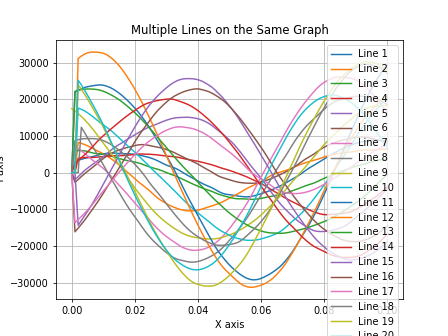 Multiple Lines on the Same Graph
30000
20000
10000
0
−10000
−20000
−30000
0.00
0.02
0.04
0.06
X axis
Line 1
Line 2
Line 3
Line 4
Line 5
Line 6
Line 7
Line 8
Line 9
Line 10
Line 11
Line 12
Line 13
Line 14
Line 15
Line 16
Line 17
Line 18
Line 19
Line 20